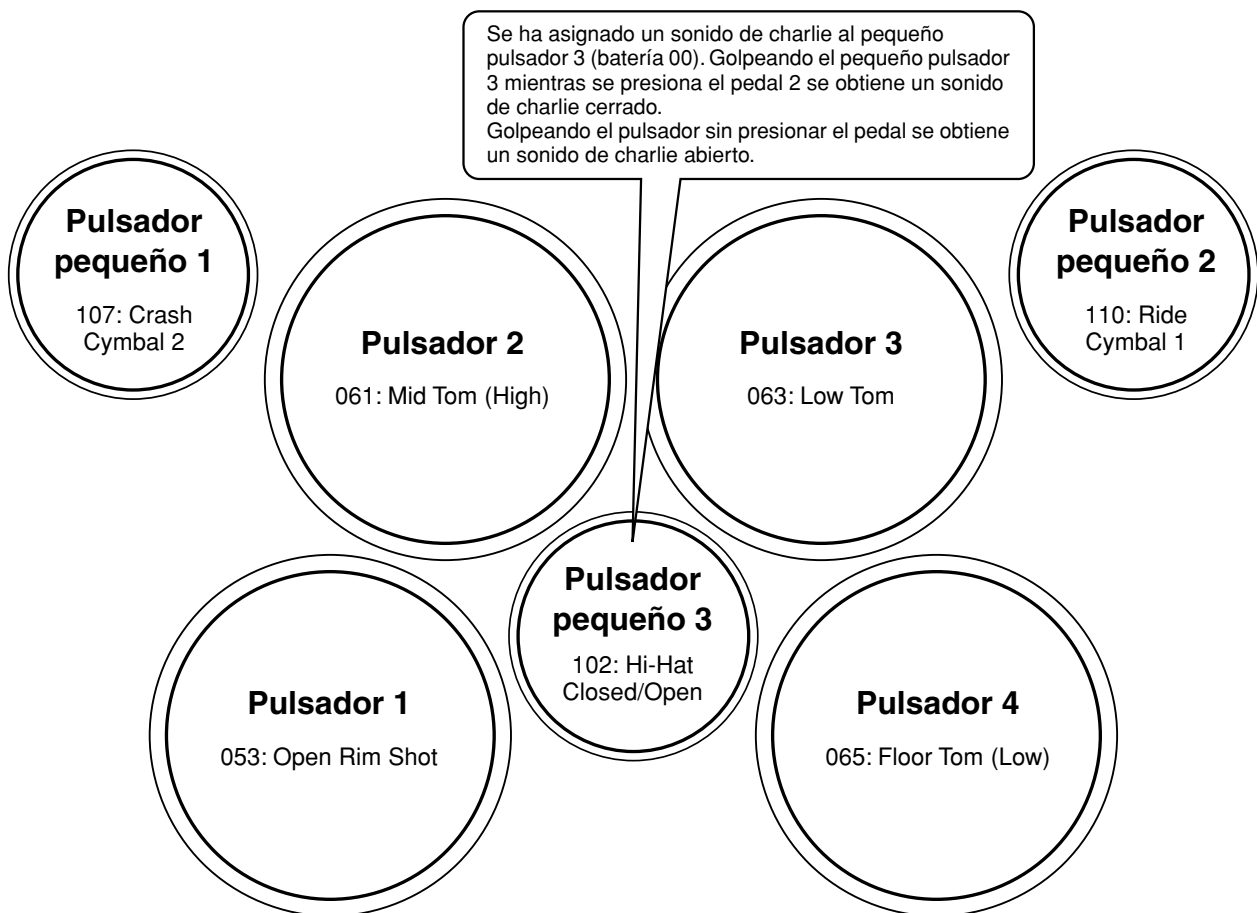 Se ha asignado un sonido de charlie al pequeño
pulsador 3 (batería 00). Golpeando el pequeño pulsador
3 mientras se presiona el pedal 2 se obtiene un sonido
de charlie cerrado.
Golpeando el pulsador sin presionar el pedal se obtiene
un sonido de charlie abierto.
Pulsador
pequeño 1
107: Crash
Cymbal 2
Pulsador 2
061: Mid Tom (High)
Pulsador 3
063: Low Tom
Pulsador
pequeño 2
110: Ride
Cymbal 1
Pulsador 1
053: Open Rim Shot
Pulsador
pequeño 3
102: Hi-Hat
Closed/Open
Pulsador 4
065: Floor Tom (Low)